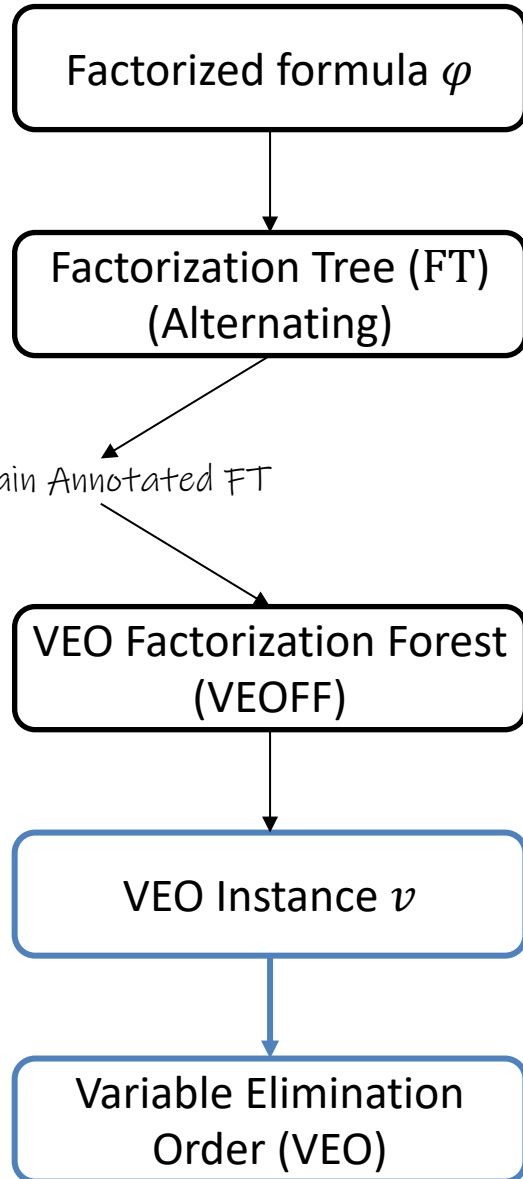 Factorized formula φ
Factorization Tree (FT)
(Alternating)
Annotated FT
VEO Factorization Forest
(VEOFF)
VEO Instance v
Variable Elimination
Order (VEO)